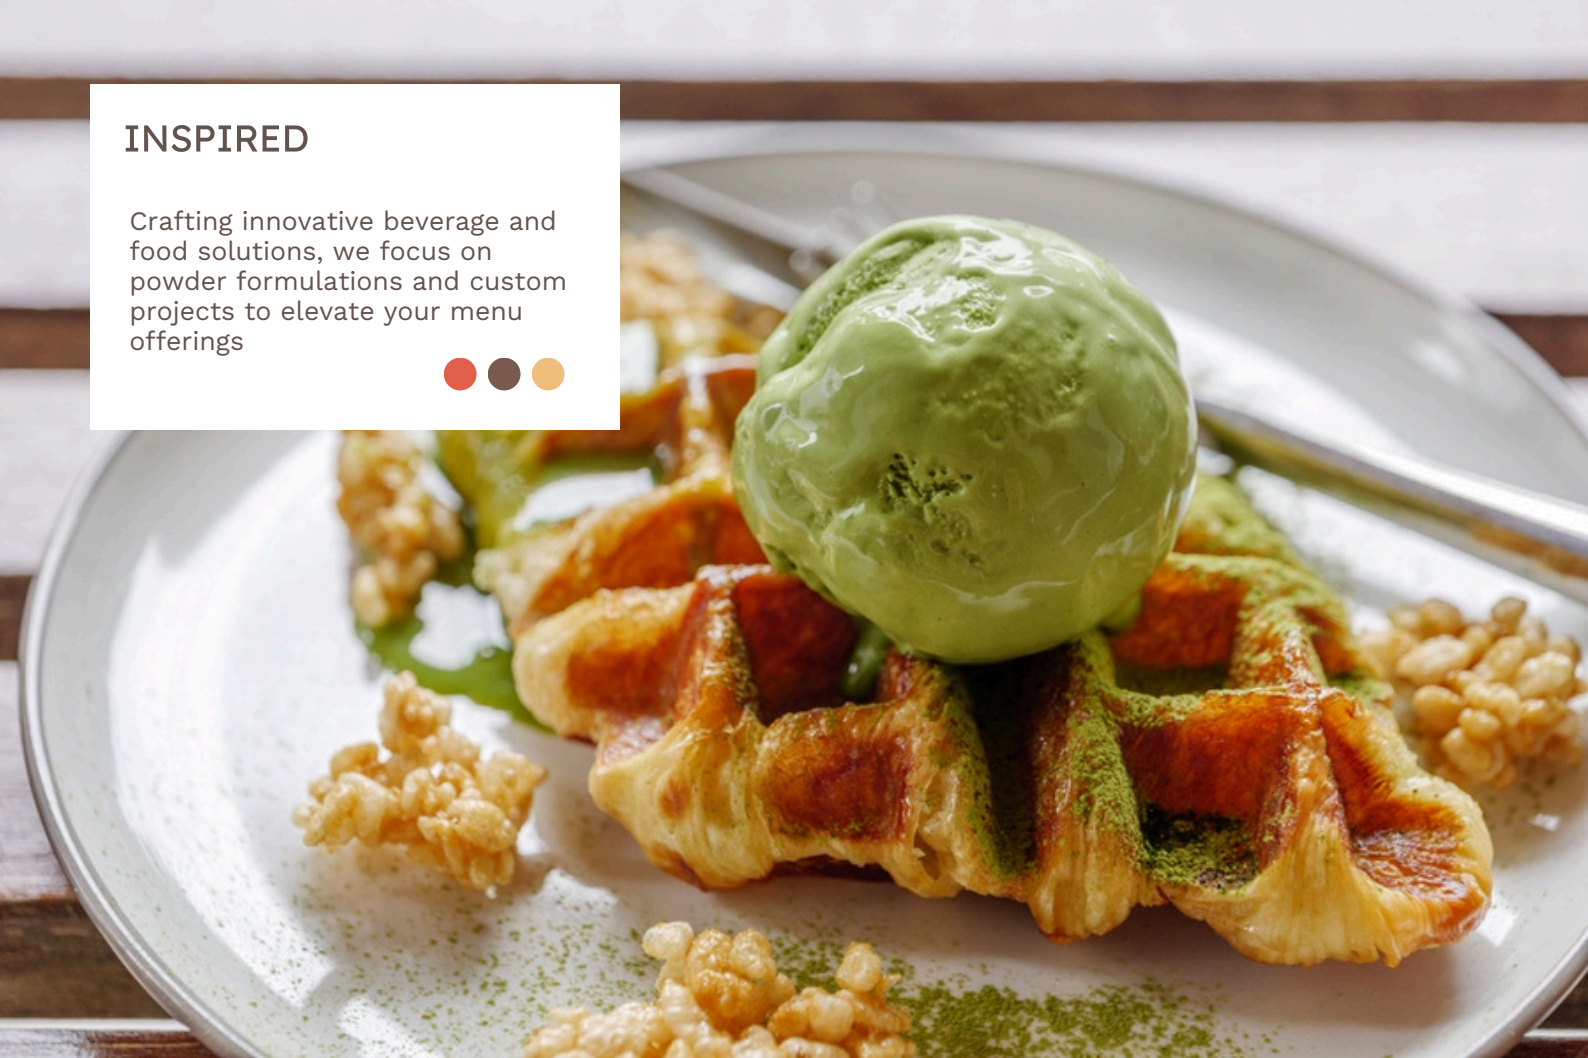 INSPIRED
Crafting innovative beverage and
food solutions, we focus on
powder formulations and custom
projects to elevate your menu
offerings